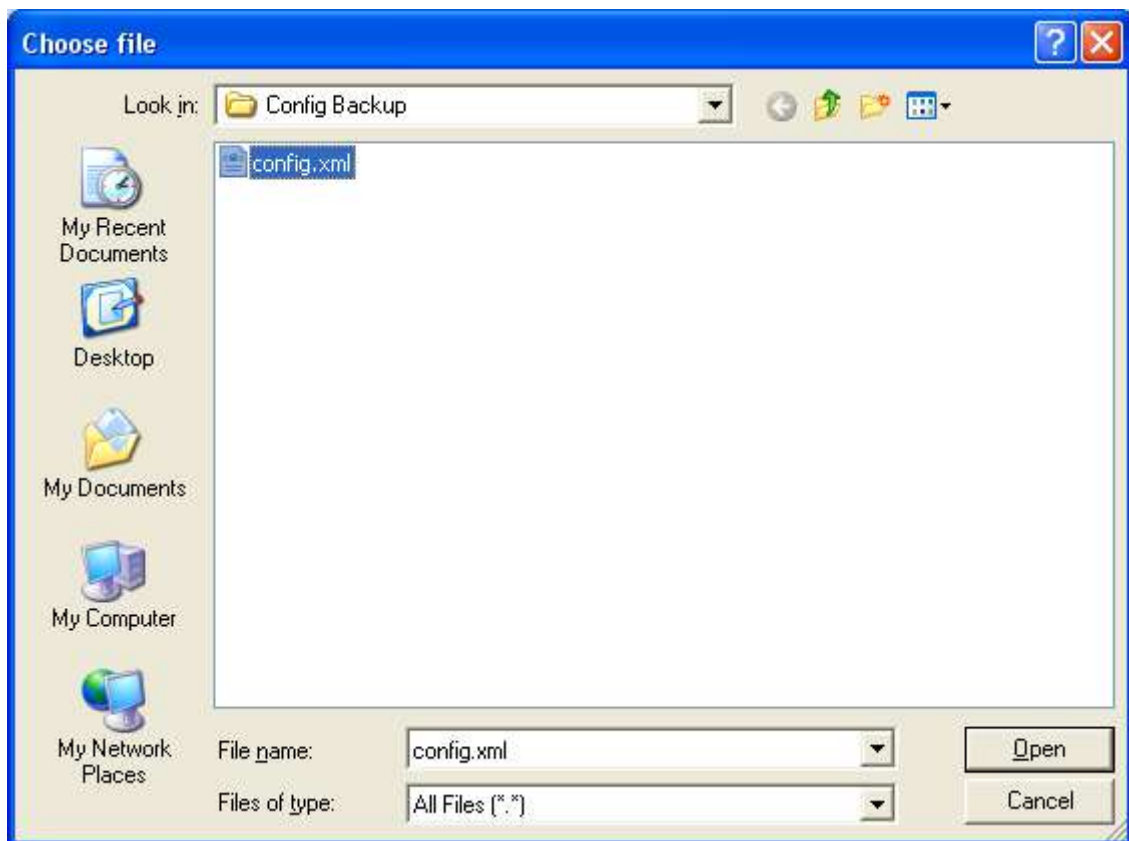 Choose file
Look in:
Config Backup
config.xml
My Recent
Documents
Desktop
My Documents
My Computer
My Network
Places
File name:
config.xml
Open
Files of type:
All Files (*.*)
Cancel